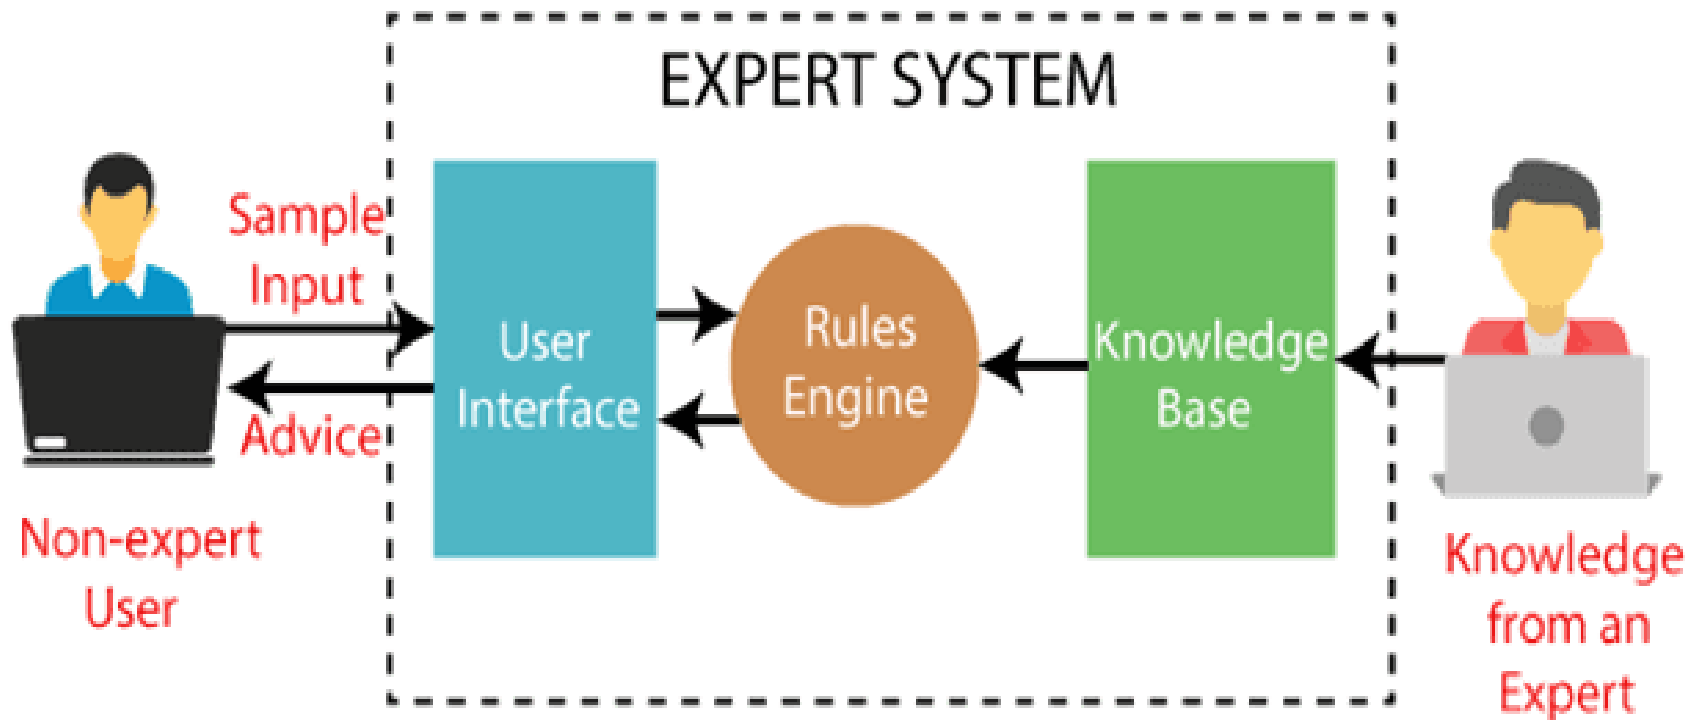 EXPERT SYSTEM
Sample
Input
Advice
Non-expert
User
User
Interface
Rules
Engine
Knowledge
Base
Knowledge
from an
Expert